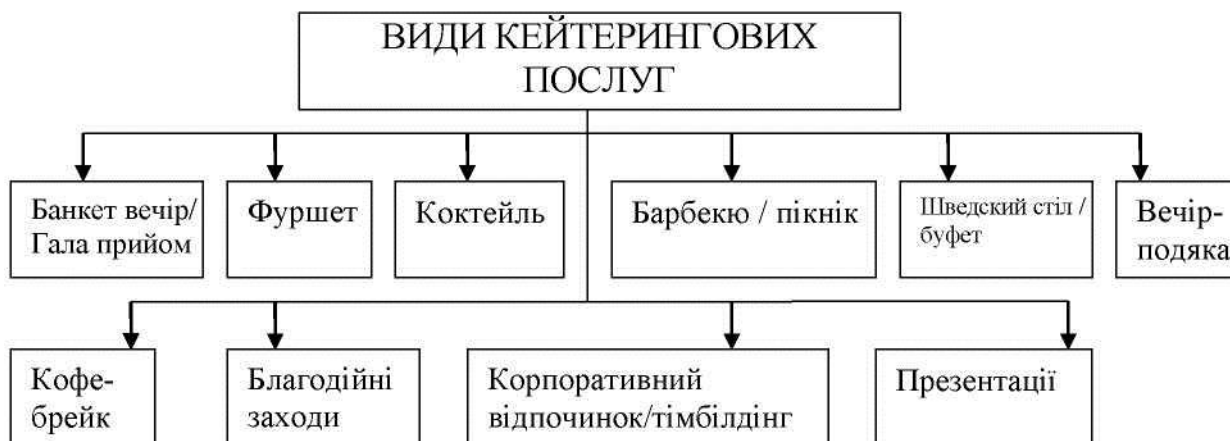 ВИДИ КЕЙТЕРИНГОВИХ
ПОСЛУГ
Банкет вечір/
Гала прийом
Фуршет
Коктейль
Барбекю / пікнік
Шведский стіл /
буфет
Вечір-
подяка
Кофе-
брейк
Благодійні
заходи
Корпоративний
відпочинок/тімбілдінг
Презентації